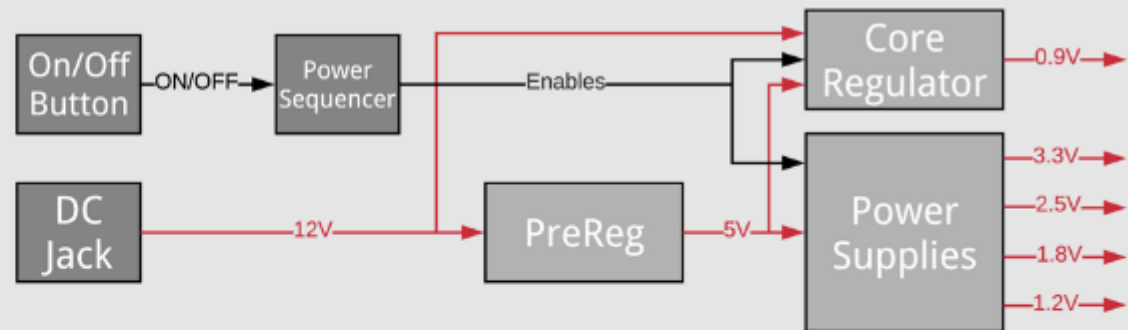 On/Off
Button
ON/OFF
Power
Sequencer
Enables
Core
Regulator
0.9V
DC
Jack
12V
PreReg
5V
Power
Supplies
3.3V
2.5V
1.8V
1.2V